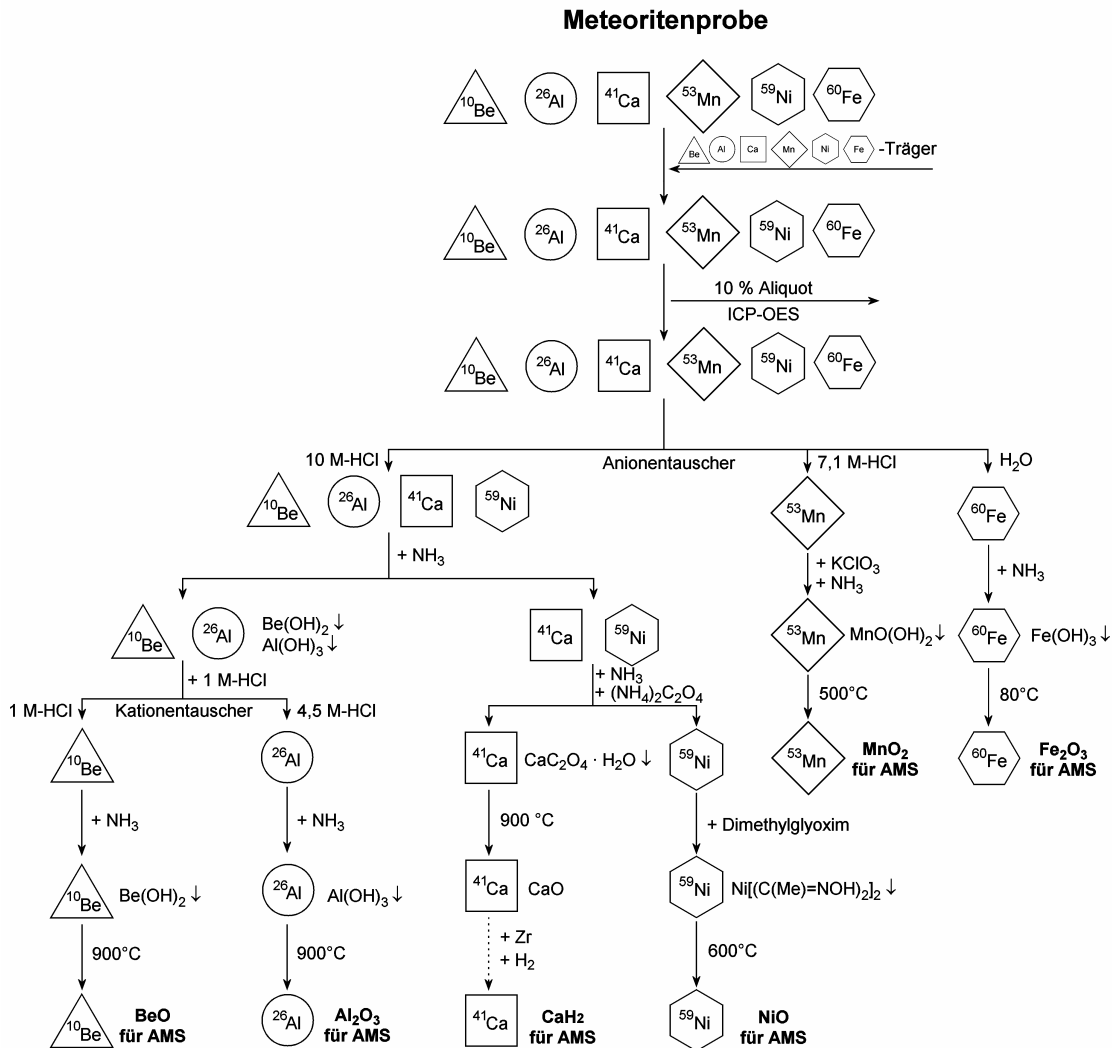 Meteoritenprobe
¹⁰Be ²⁶Al ⁴¹Ca ⁵³Mn ⁵⁹Ni ⁶⁰Fe
Be Al Ca Mn Ni Fe -Träger
¹⁰Be ²⁶Al ⁴¹Ca ⁵³Mn ⁵⁹Ni ⁶⁰Fe
10 % Aliquot
ICP-OES
¹⁰Be ²⁶Al ⁴¹Ca ⁵³Mn ⁵⁹Ni ⁶⁰Fe
10 M-HCl Anionentauscher 7,1 M-HCl H₂O
¹⁰Be ²⁶Al ⁴¹Ca ⁵⁹Ni ⁵³Mn ⁶⁰Fe
+ NH₃ + KClO₃ + NH₃
+ NH₃
¹⁰Be ²⁶Al Be(OH)₂ ↓ ⁴¹Ca ⁵⁹Ni ⁵³Mn MnO(OH)₂ ↓ ⁶⁰Fe Fe(OH)₃ ↓
Al(OH)₃ ↓
+ 1 M-HCl + NH₃ 500°C 80°C
+ (NH₄)₂C₂O₄
1 M-HCl Kationentauscher 4,5 M-HCl
¹⁰Be ²⁶Al ⁴¹Ca CaC₂O₄ · H₂O ↓ ⁵⁹Ni ⁵³Mn MnO₂ ⁶⁰Fe Fe₂O₃
für AMS für AMS
+ NH₃ + NH₃ 900 °C + Dimethylglyoxim
¹⁰Be Be(OH)₂ ↓ ²⁶Al Al(OH)₃ ↓ ⁴¹Ca CaO ⁵⁹Ni Ni[(C(Me)=NOH)₂]₂ ↓
900°C 900°C + Zr 600°C
+ H₂
¹⁰Be BeO ²⁶Al Al₂O₃ ⁴¹Ca CaH₂ ⁵⁹Ni NiO
für AMS für AMS für AMS für AMS